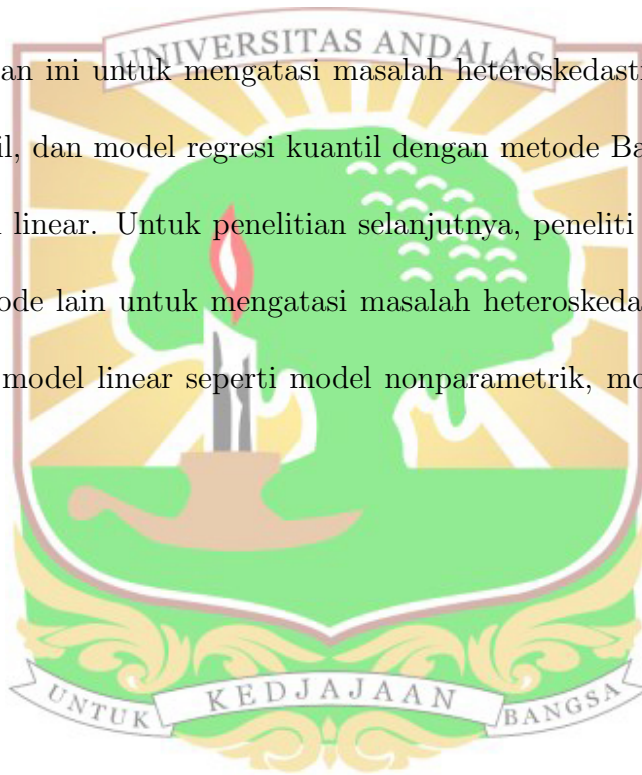 UNIVERSITAS ANDALAS
an ini untuk mengatasi masalah heteroskedast
il, dan model regresi kuantil dengan metode Ba
linear. Untuk penelitian selanjutnya, peneliti
ode lain untuk mengatasi masalah heteroskeda
model linear seperti model nonparametrik, mo
UNTUK KEDJAJAAN BANGSA